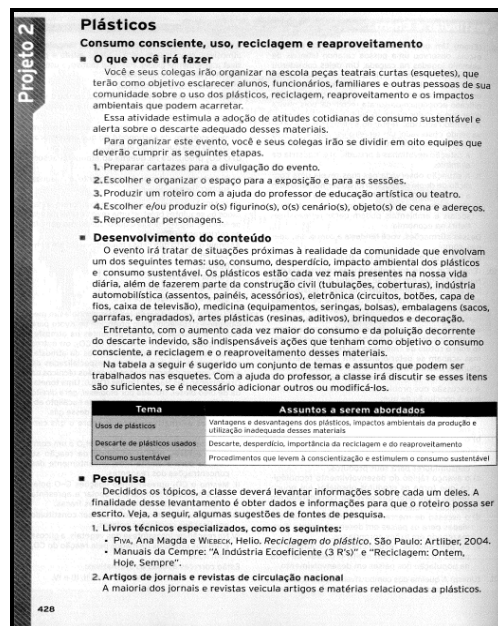 Projeto 2
Plásticos
Consumo consciente, uso, reciclagem e reaproveitamento
O que você irá fazer
Você e seus colegas irão organizar na escola peças teatrais curtas (esquetes), que
terão como objetivo esclarecer alunos, funcionários, familiares e outras pessoas de sua
comunidade sobre o uso dos plásticos, reciclagem, reaproveitamento e os impactos
ambientais que podem acarretar.
Essa atividade estimula a adoção de atitudes cotidianas de consumo sustentável e
alerta sobre o descarte adequado desses materiais.
Para organizar este evento, você e seus colegas irão se dividir em oito equipes que
deverão cumprir as seguintes etapas.
1. Preparar cartazes para a divulgação do evento.
2. Escolher e organizar o espaço para a exposição e para as sessões.
3. Produzir um roteiro com a ajuda do professor de educação artística ou teatro.
4. Escolher e/ou produzir o(s) figurino(s), o(s) cenário(s), objeto(s) de cena e adereços.
5. Representar personagens.
Desenvolvimento do conteúdo
O evento irá tratar de situações próximas à realidade da comunidade que envolvam
um dos seguintes temas: uso, consumo, desperdício, impacto ambiental dos plásticos
e consumo sustentável. Os plásticos estão cada vez mais presentes na nossa vida
diária, além de fazerem parte da construção civil (tubulações, coberturas), indústria
automobilística (assentos, painéis, acessórios), eletrônica (circuitos, botões, capa de
fios, caixa de televisão), medicina (equipamentos, seringas, bolsas), embalagens (sacos,
garrafas, engradados), artes plásticas (resinas, aditivos), brinquedos e decoração.
Entretanto, com o aumento cada vez maior do consumo e da poluição decorrente
do descarte indevido, são indispensáveis ações que tenham como objetivo o consumo
consciente, a reciclagem e o reaproveitamento desses materiais.
Na tabela a seguir é sugerido um conjunto de temas e assuntos que podem ser
trabalhados nas esquetes. Com a ajuda do professor, a classe irá discutir se esses itens
são suficientes, se é necessário adicionar outros ou modificá-los.
Tema Assuntos a serem abordados
Usos de plásticos Vantagens e desvantagens dos plásticos, impactos ambientais da produção e
utilização inadequada desses materiais
Descarte de plásticos usados Descarte, desperdício, importância da reciclagem e do reaproveitamento
Consumo sustentável Procedimentos que levem à conscientização e estimulem o consumo sustentável
Pesquisa
Decididos os tópicos, a classe deverá levantar informações sobre cada um deles. A
finalidade desse levantamento é obter dados e informações para que o roteiro possa ser
escrito. Veja, a seguir, algumas sugestões de fontes de pesquisa.
1. Livros técnicos especializados, como os seguintes:
• PIVA, Ana Magda e WIEBECK, Helio. Reciclagem do plástico. São Paulo: Artliber, 2004.
• Manuais da Cempre: "A Indústria Ecoeficiente (3 R's)" e "Reciclagem: Ontem,
Hoje, Sempre".
2. Artigos de jornais e revistas de circulação nacional
A maioria dos jornais e revistas veicula artigos e matérias relacionadas a plásticos.
428